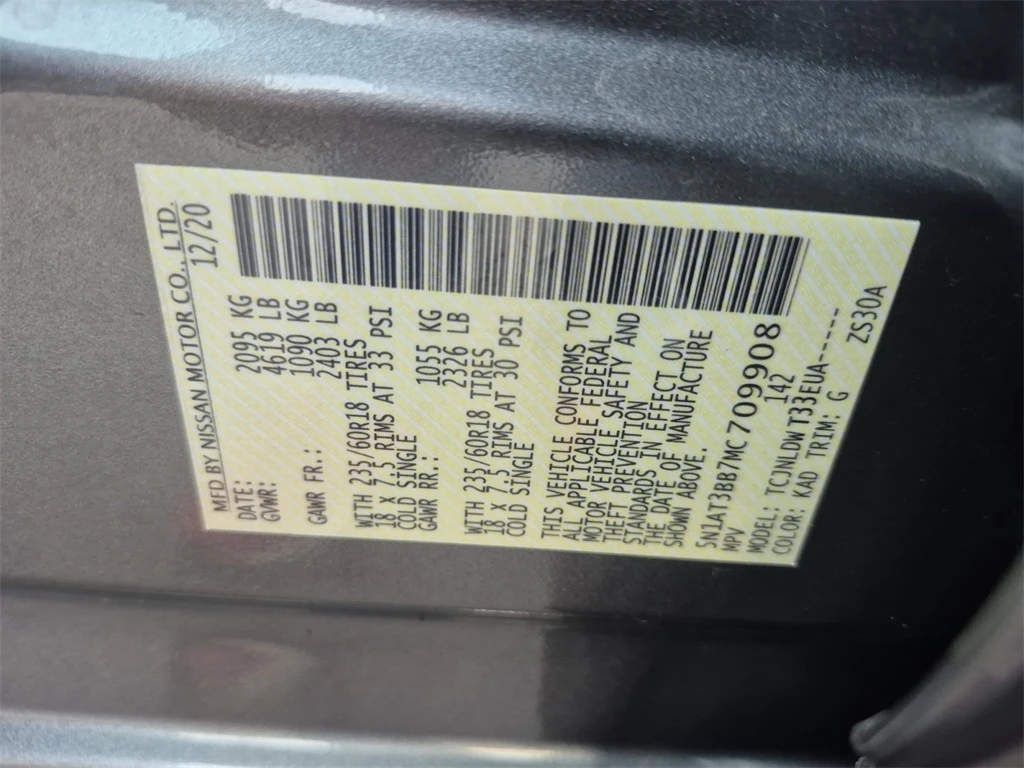 MFD BY NISSAN MOTOR CO., LTD.
DATE: 12/20
GVWR: 2095 KG
4619 LB
GAWR FR.: 1090 KG
2403 LB
WITH 235/60R18 TIRES
18 x 7.5 RIMS AT 33 PSI
COLD SINGLE
GAWR RR.: 1055 KG
2326 LB
WITH 235/60R18 TIRES
18 x 7.5 RIMS AT 30 PSI
COLD SINGLE
THIS VEHICLE CONFORMS TO
ALL APPLICABLE FEDERAL
MOTOR VEHICLE SAFETY AND
THEFT PREVENTION
STANDARDS IN EFFECT ON
THE DATE OF MANUFACTURE
SHOWN ABOVE.
5N1AT3BB7MC709908
MPV 142
MODEL: TCJNLDWT33EUA-----
COLOR: KAD TRIM: G ZS30A